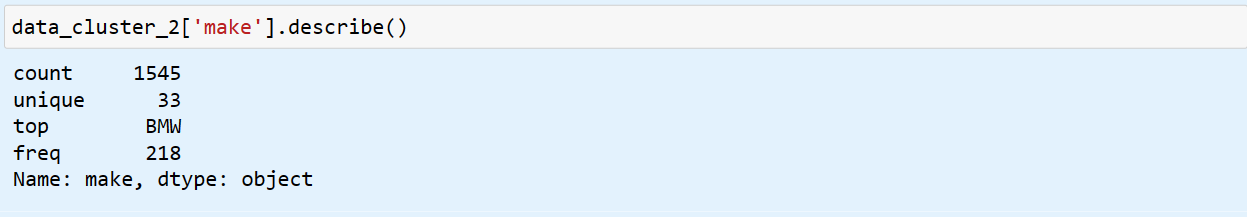 data_cluster_2['make'].describe()
count 1545
unique 33
top BMW
freq 218
Name: make, dtype: object